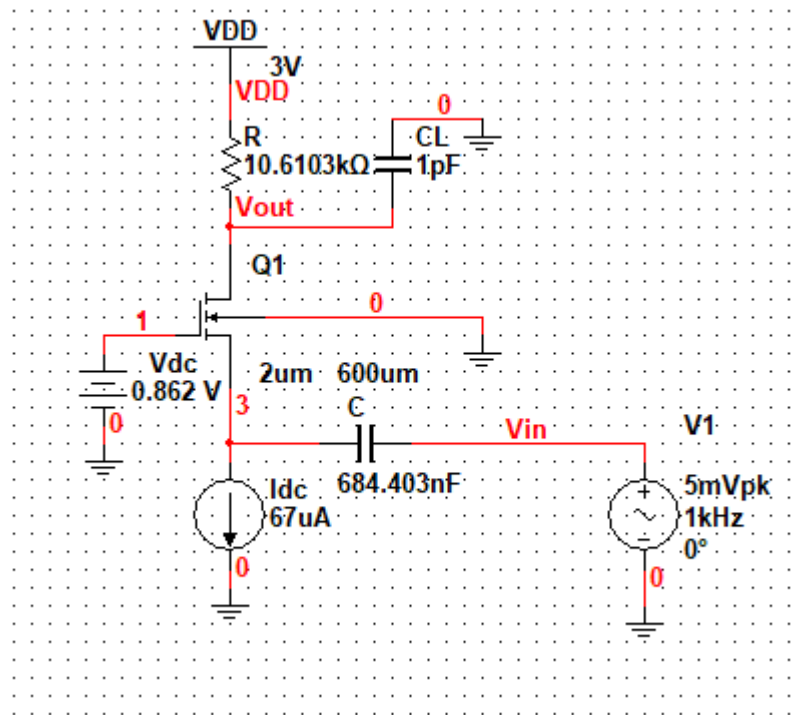 VDD
3V
VDD
0
R
CL
10.6103kΩ
1pF
Vout
Q1
0
1
Vdc
2um 600um
0.862 V
3
C
0
Vin
V1
684.403nF
Idc
67uA
5mVpk
1kHz
0°
0
0